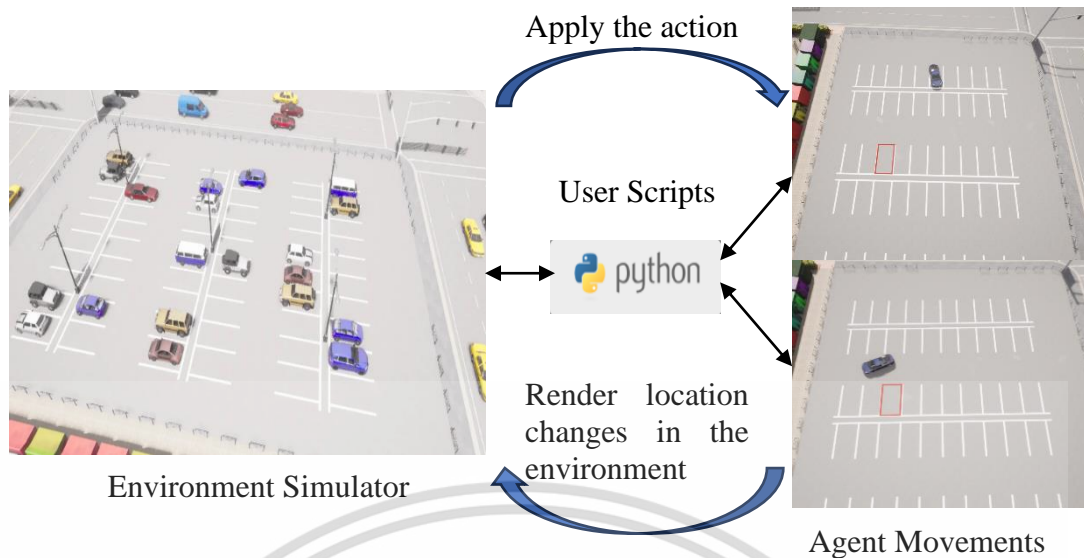 Apply the action
User Scripts
python
Render location
changes in the
environment
Environment Simulator
Agent Movements